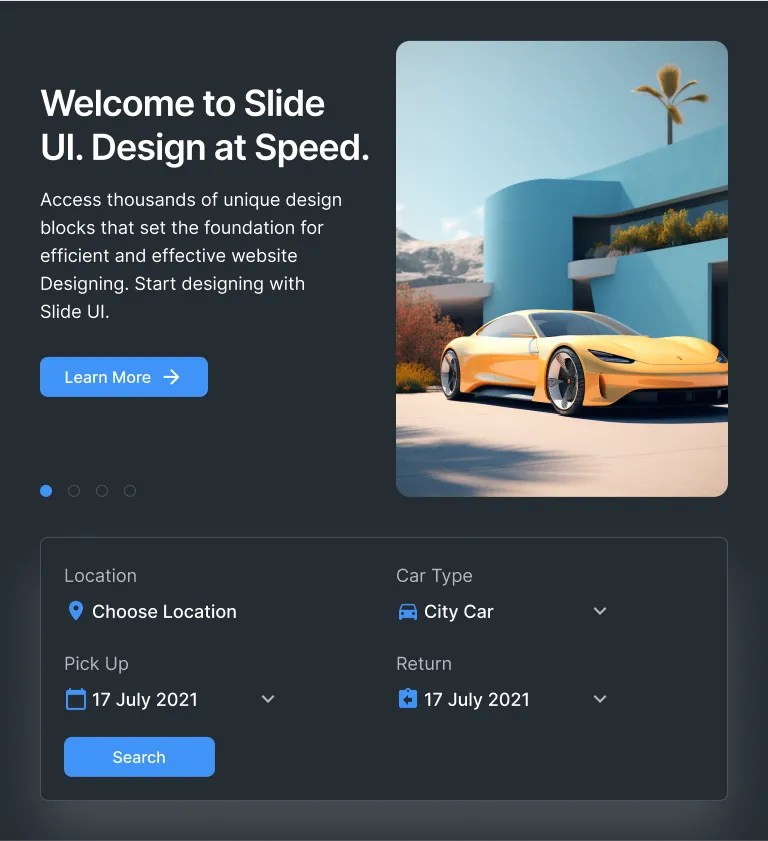 Welcome to Slide
UI. Design at Speed.
Access thousands of unique design
blocks that set the foundation for
efficient and effective website
Designing. Start designing with
Slide UI.
Learn More
Location
Choose Location
Car Type
City Car
Pick Up
17 July 2021
Return
17 July 2021
Search